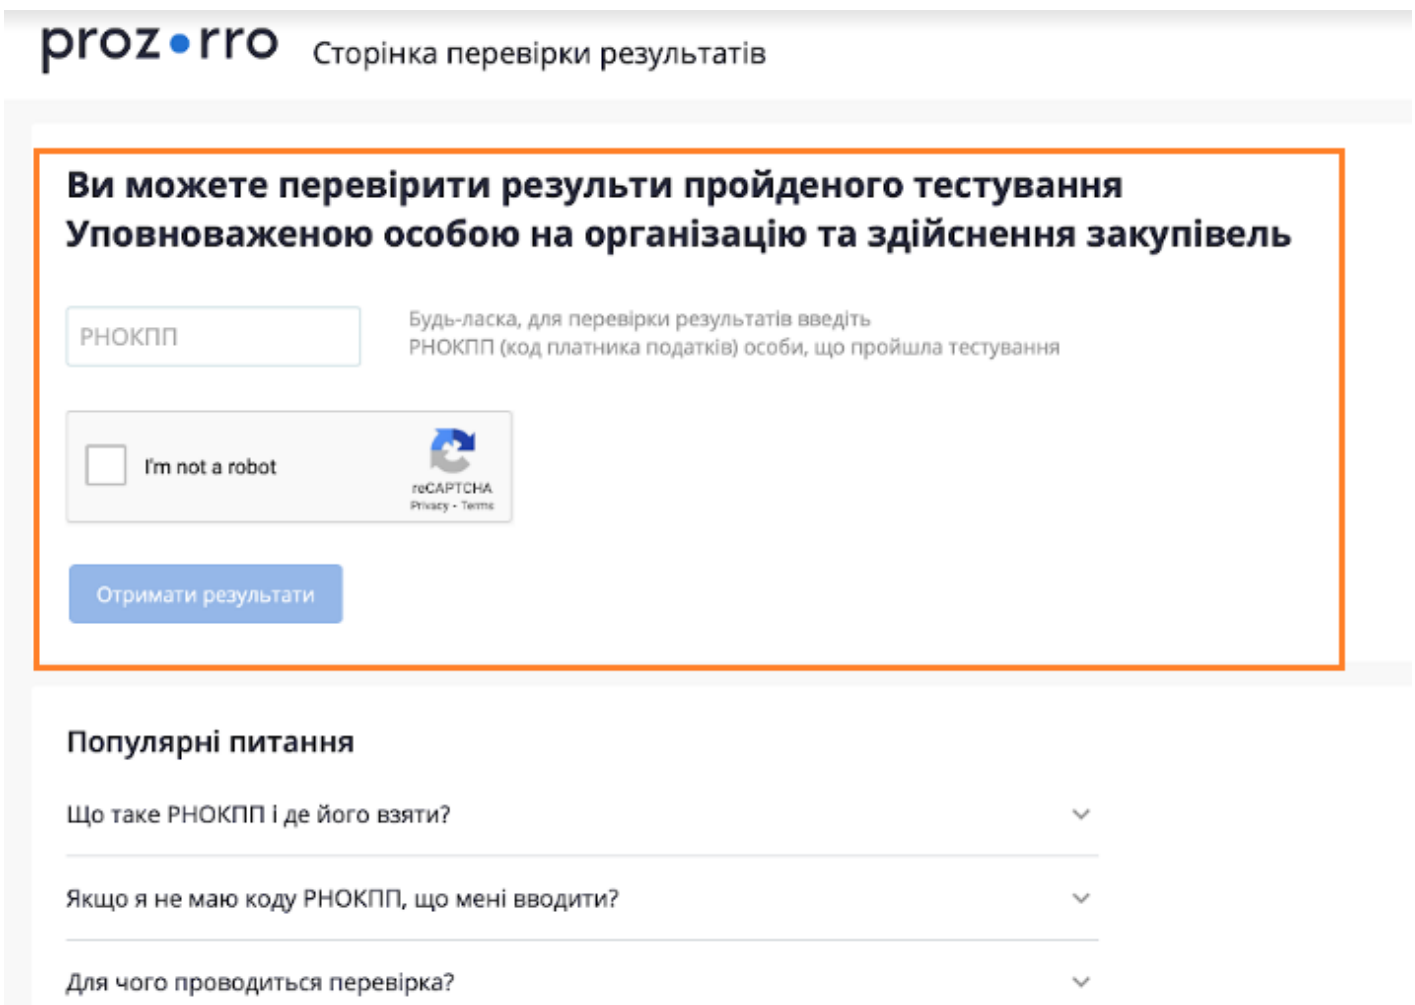 prozorro Сторінка перевірки результатів
Ви можете перевірити результи пройденого тестування
Уповноваженою особою на організацію та здійснення закупівель
РНОКПП
Будь-ласка, для перевірки результатів введіть
РНОКПП (код платника податків) особи, що пройшла тестування
I'm not a robot
reCAPTCHA
Privacy - Terms
Отримати результати
Популярні питання
Що таке РНОКПП і де його взяти?
Якщо я не маю коду РНОКПП, що мені вводити?
Для чого проводиться перевірка?